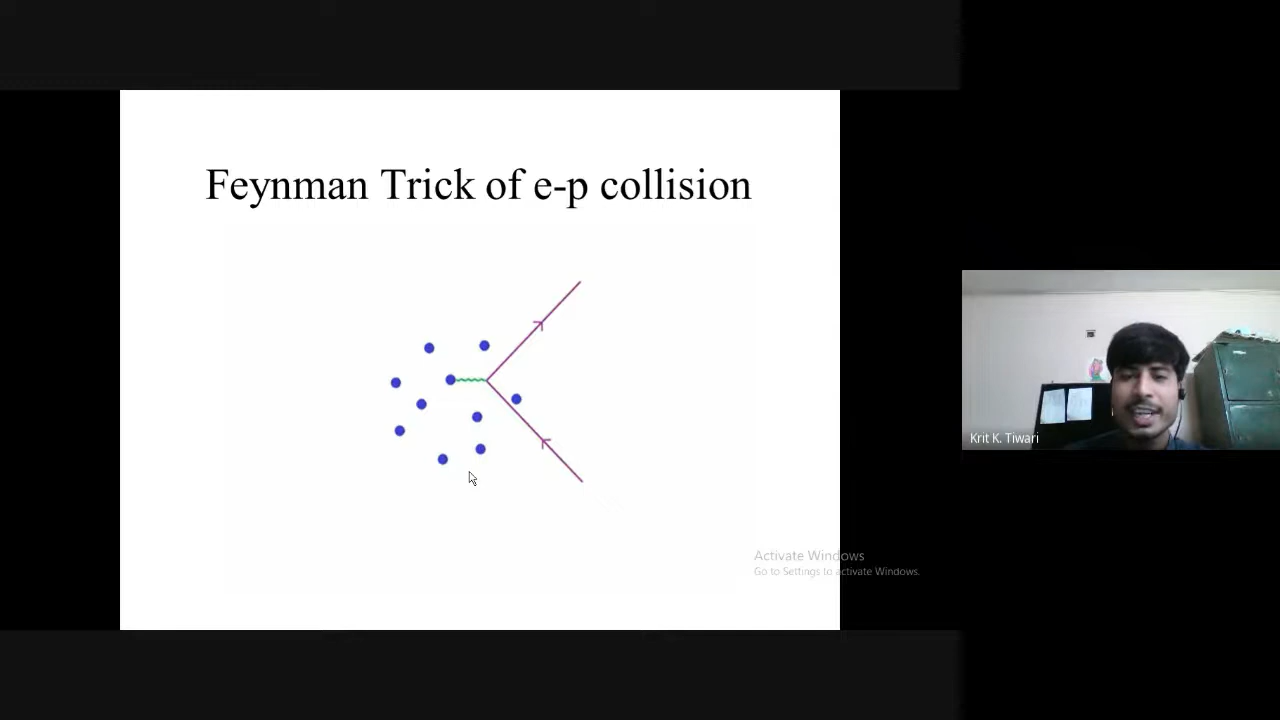 Feynman Trick of e-p collision
Krit K. Tiwari
Activate Windows
Go to Settings to activate Windows.